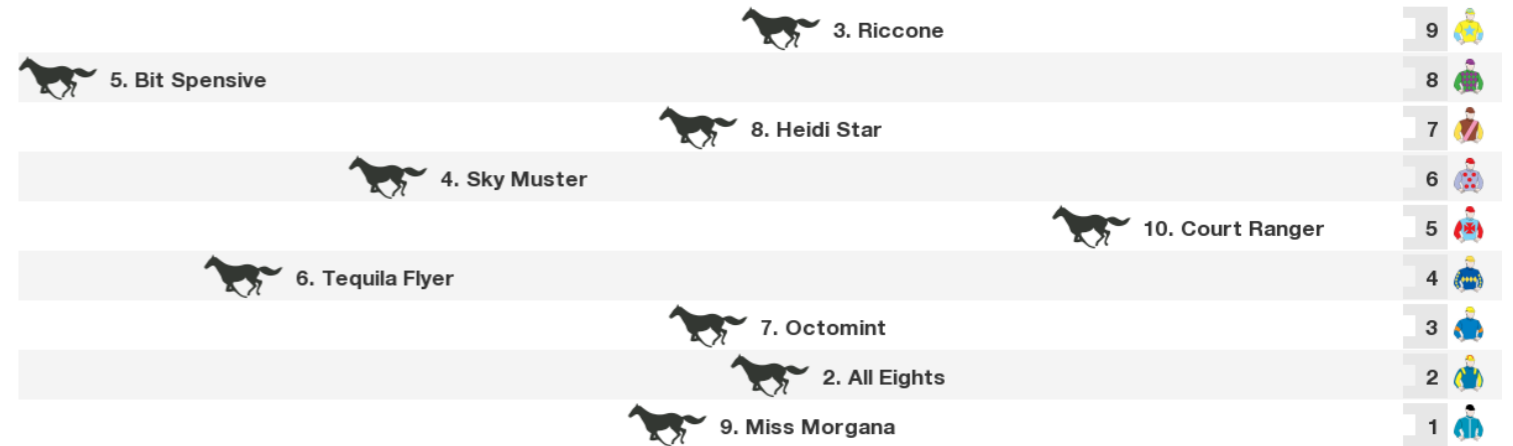 3. Riccone 9
5. Bit Spensive 8
8. Heidi Star 7
4. Sky Muster 6
10. Court Ranger 5
6. Tequila Flyer 4
7. Octomint 3
2. All Eights 2
9. Miss Morgana 1